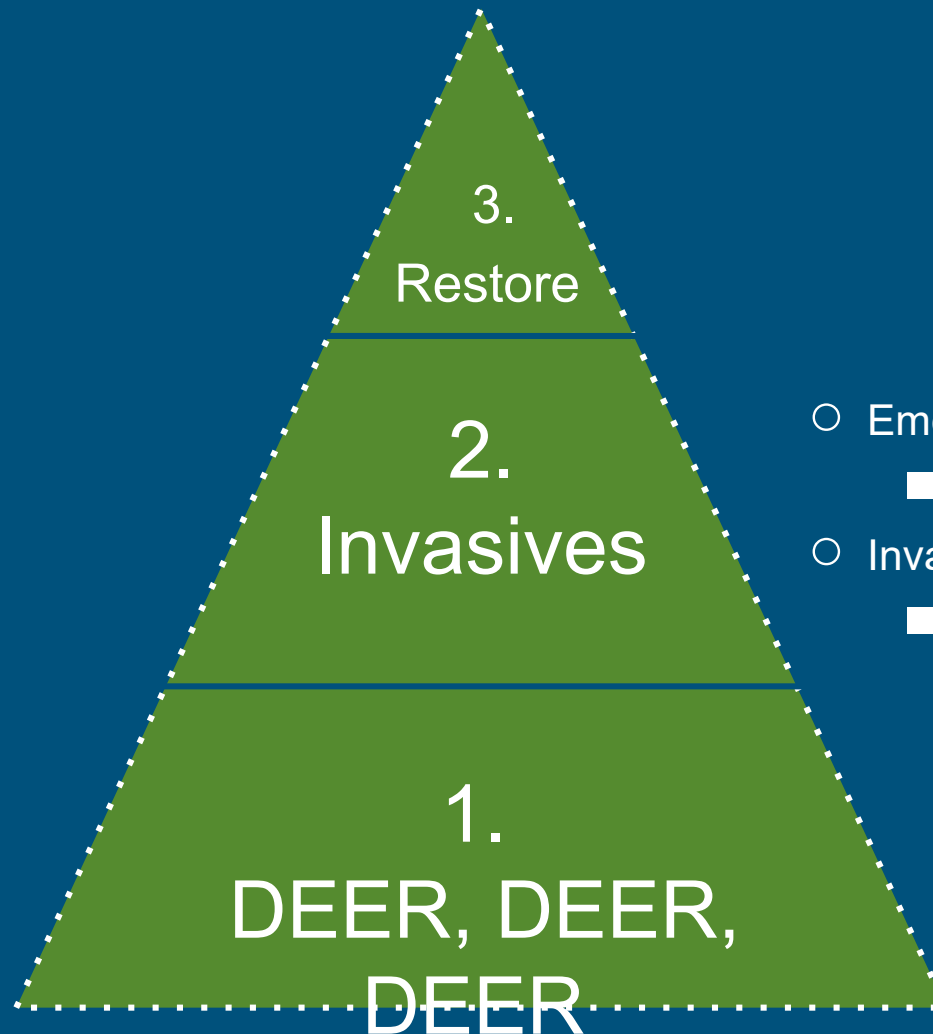 3.
Restore
2.
Invasives
1.
DEER, DEER,
DEER